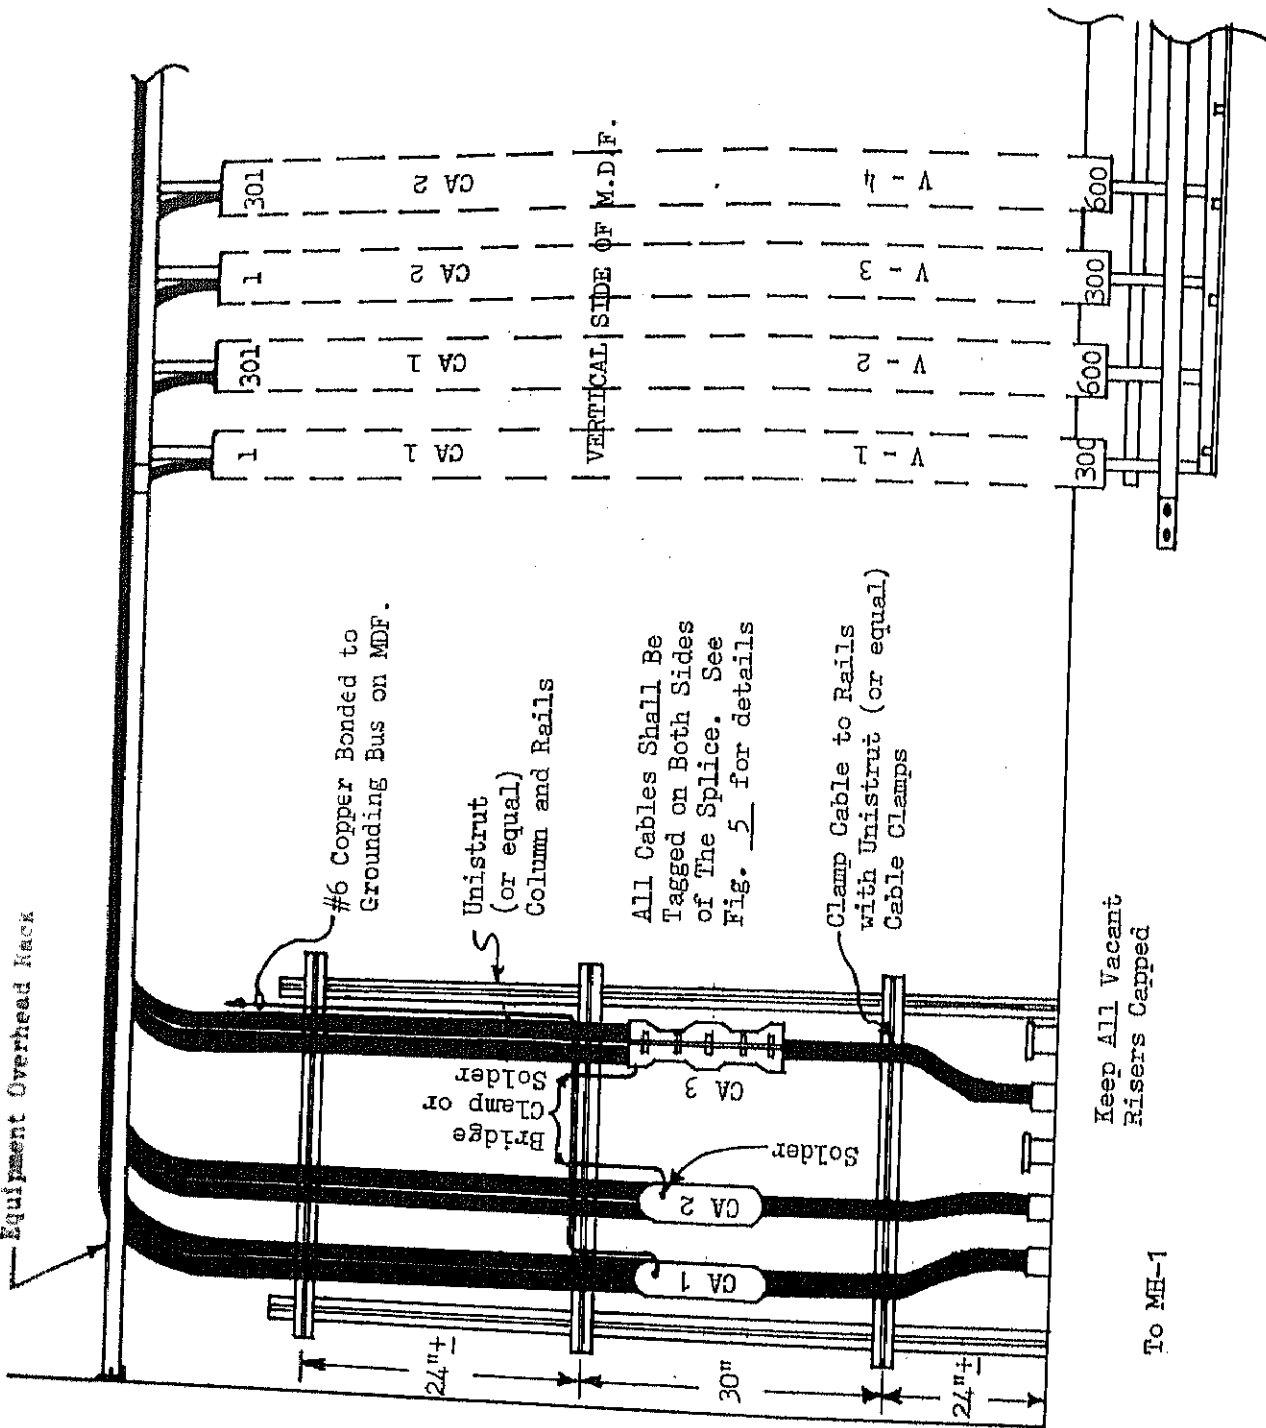 Equipment Overhead Rack
#6 Copper Bonded to
Grounding Bus on MDF.
Unistrut
(or equal)
Column and Rails
All Cables Shall Be
Tagged on Both Sides
of The Splice. See
Fig. 5 for details
Clamp Cable to Rails
with Unistrut (or equal)
Cable Clamps
Keep All Vacant
Risers Capped
To MH-1
24"±
30"
24"±
Bridge
Clamp or
Solder
Solder
CA 1
CA 2
CA 3
VERTICAL SIDE OF M.D.F.
1
CA 1
V - 1
300
301
CA 1
V - 2
600
1
CA 2
V - 3
300
301
CA 2
V - 4
600